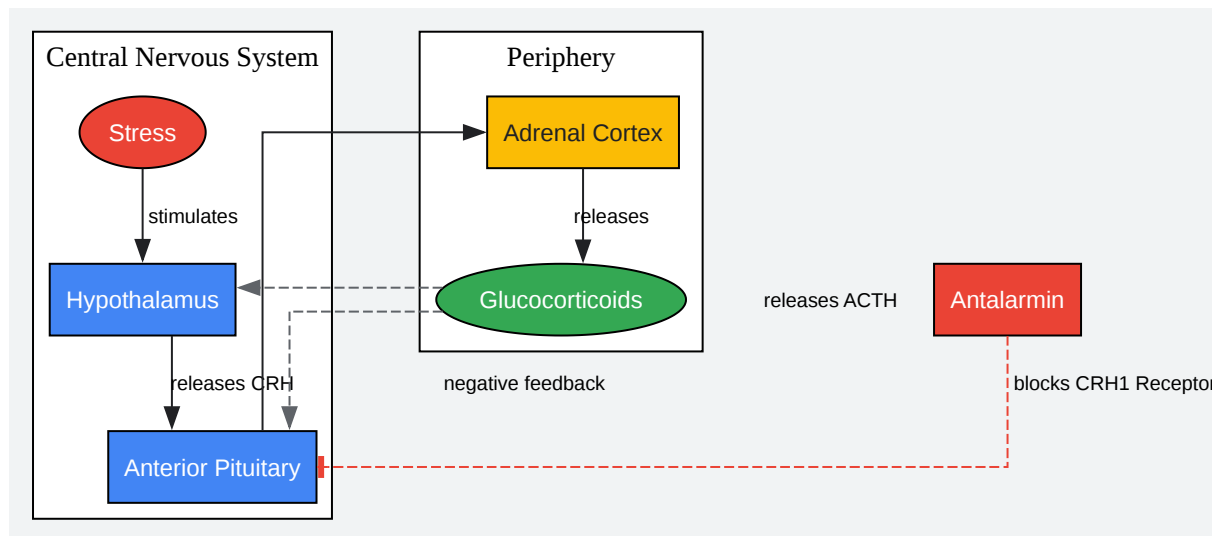 Central Nervous System
Periphery
Stress
Adrenal Cortex
stimulates
releases
Hypothalamus
Glucocorticoids
releases ACTH
Antalarmin
releases CRH
negative feedback
blocks CRH1 Receptor
Anterior Pituitary